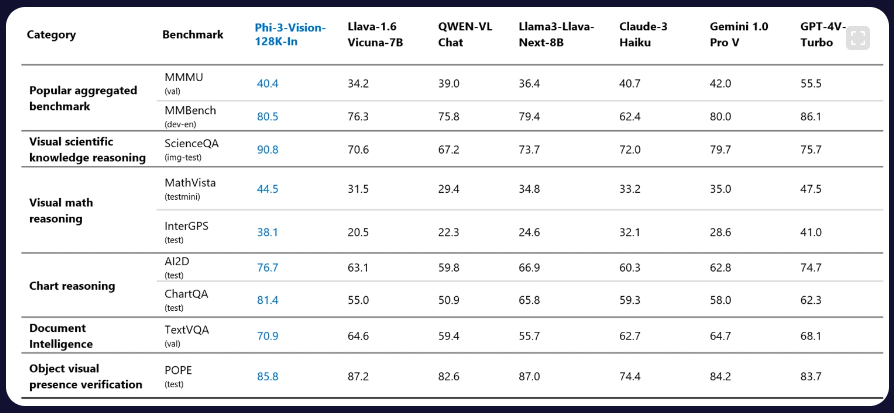 Category Benchmark Phi-3-Vision- Llava-1.6 QWEN-VL Llama3-Llava- Claude-3 Gemini 1.0 GPT-4V-
128K-In Vicuna-7B Chat Next-8B Haiku Pro V Turbo
Popular aggregated benchmark
MMMU (val) 40.4 34.2 39.0 36.4 40.7 42.0 55.5
MMBench (dev-en) 80.5 76.3 75.8 79.4 62.4 80.0 86.1
Visual scientific knowledge reasoning
ScienceQA (img-test) 90.8 70.6 67.2 73.7 72.0 79.7 75.7
Visual math reasoning
MathVista (testmini) 44.5 31.5 29.4 34.8 33.2 35.0 47.5
InterGPS (test) 38.1 20.5 22.3 24.6 32.1 28.6 41.0
Chart reasoning
AI2D (test) 76.7 63.1 59.8 66.9 60.3 62.8 74.7
ChartQA (test) 81.4 55.0 50.9 65.8 59.3 58.0 62.3
Document Intelligence
TextVQA (val) 70.9 64.6 59.4 55.7 62.7 64.7 68.1
Object visual presence verification
POPE (test) 85.8 87.2 82.6 87.0 74.4 84.2 83.7